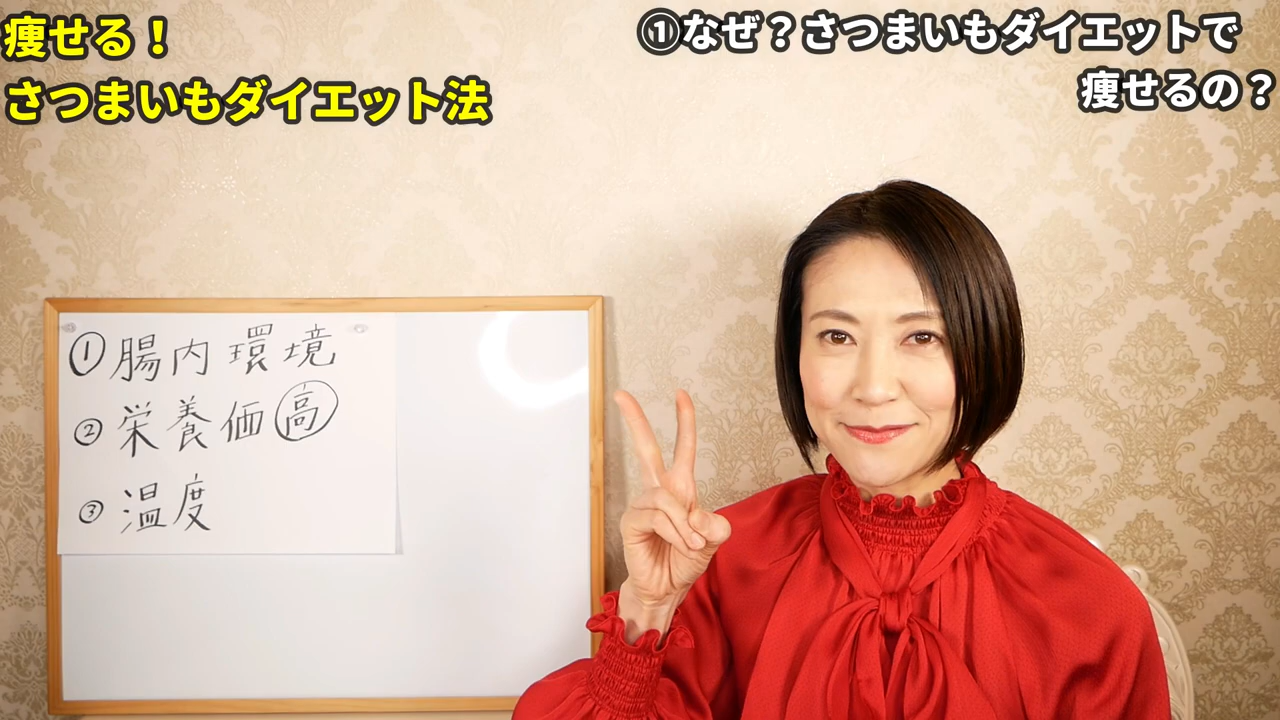 痩せる！
さつまいもダイエット法
①なぜ？さつまいもダイエットで
痩せるの？
①腸内環境
②栄養価高
③温度